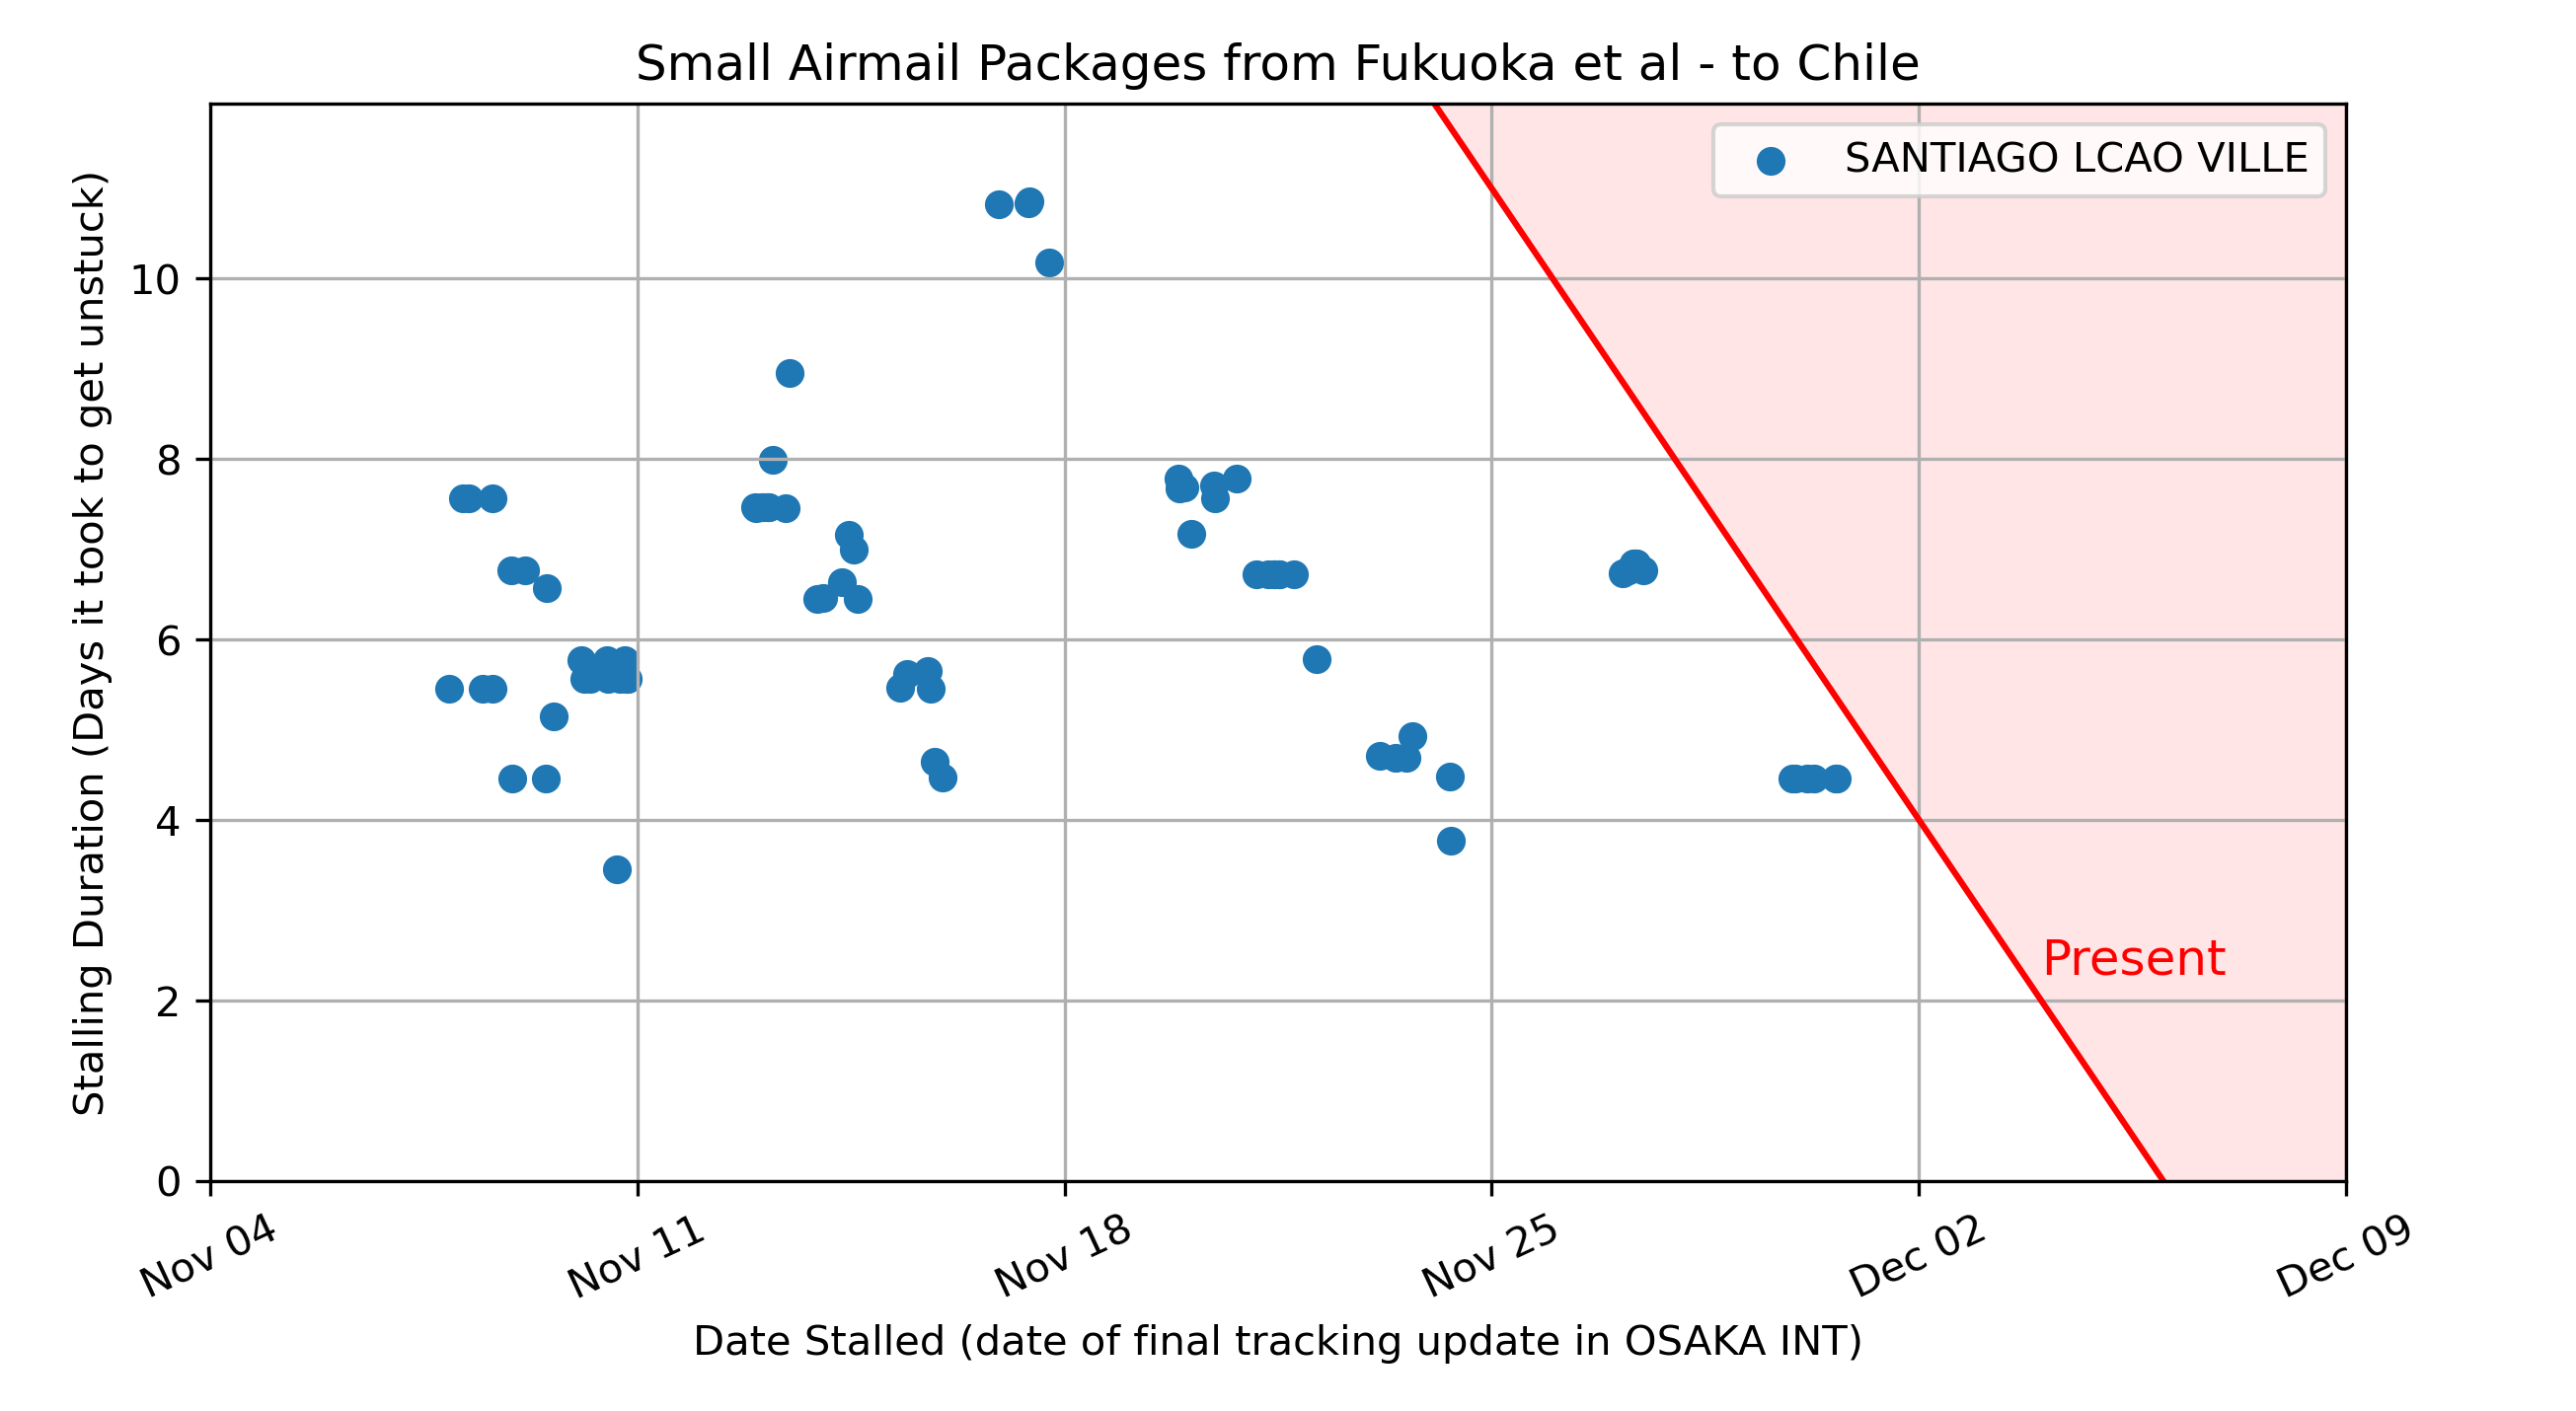 Small Airmail Packages from Fukuoka et al - to Chile
SANTIAGO LCAO VILLE
Stalling Duration (Days it took to get unstuck)
10
8
6
4
2
0
Present
Nov 04
Nov 11
Nov 18
Nov 25
Dec 02
Dec 09
Date Stalled (date of final tracking update in OSAKA INT)